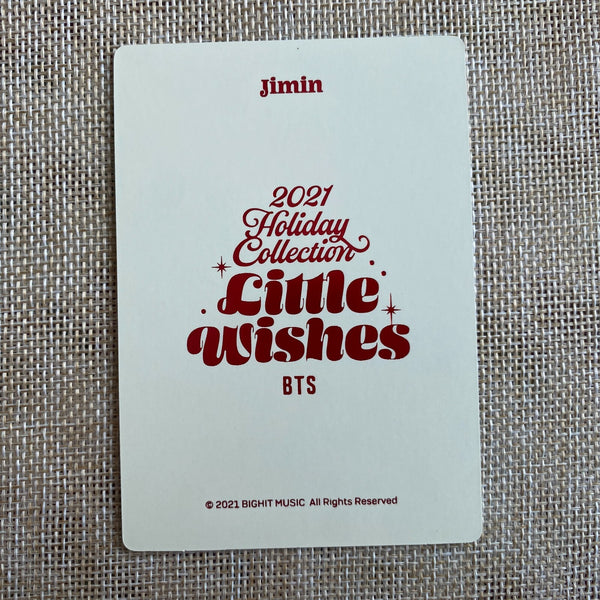 Jimin
2021
Holiday
Collection
Little
Wishes
BTS
© 2021 BIGHIT MUSIC All Rights Reserved